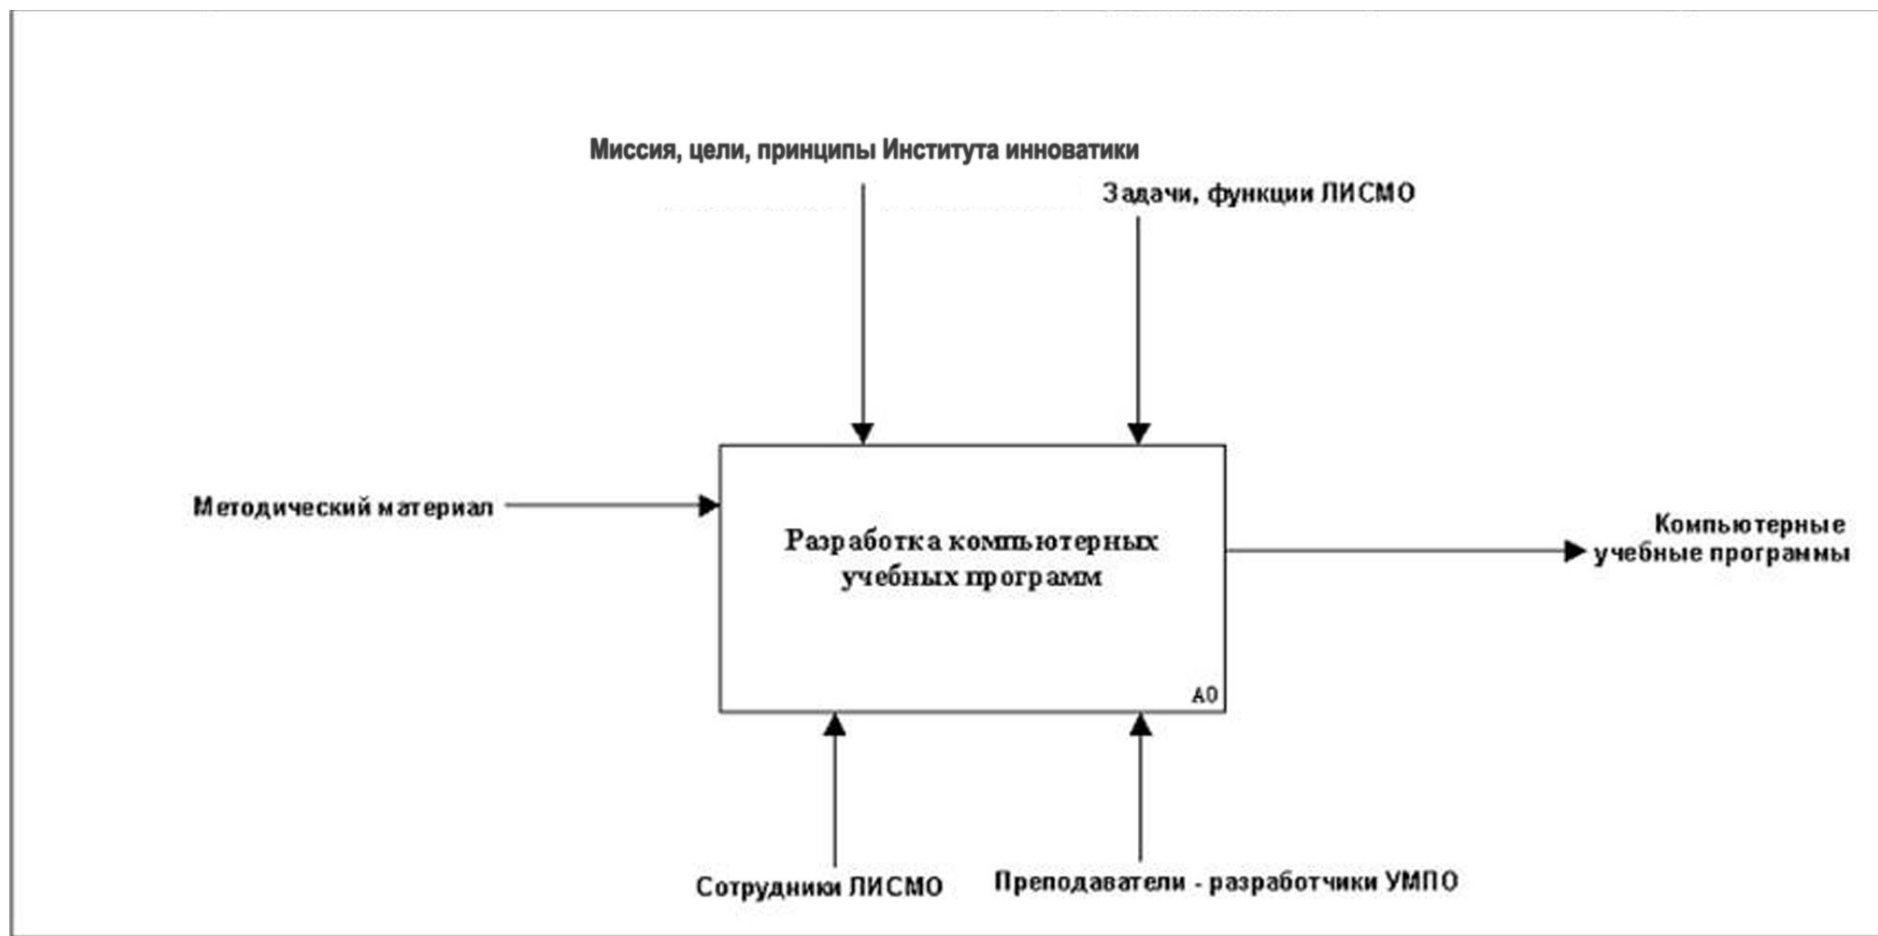 Миссия, цели, принципы Института инноватики
Задачи, функции ЛИСМО
Методический материал
Разработка компьютерных
учебных программ
Компьютерные
учебные программы
А0
Сотрудники ЛИСМО
Преподаватели - разработчики УМПО